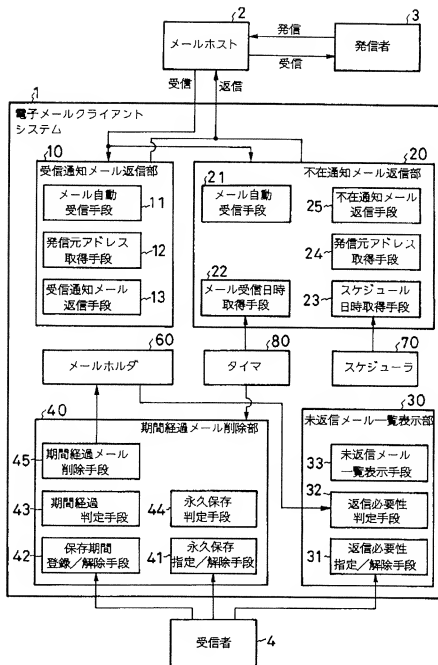 2
メールホスト
発信
受信
3
発信者
受信
返信
1
電子メールクライアント
システム
10
受信通知メール返信部
メール自動
受信手段
11
発信元アドレス
取得手段
12
受信通知メール
返信手段
13
20
不在通知メール返信部
21
メール自動
受信手段
不在通知メール
返信手段
25
発信元アドレス
取得手段
24
22
メール受信日時
取得手段
スケジュール
日時取得手段
23
60
メールホルダ
80
タイマ
70
スケジューラ
40
期間経過メール削除部
期間経過メール
削除手段
45
期間経過
判定手段
43
永久保存
判定手段
44
保存期間
登録/解除手段
42
永久保存
指定/解除手段
41
30
未返信メール一覧表示部
未返信メール
一覧表示手段
33
返信必要性
判定手段
32
返信必要性
指定/解除手段
31
受信者
4